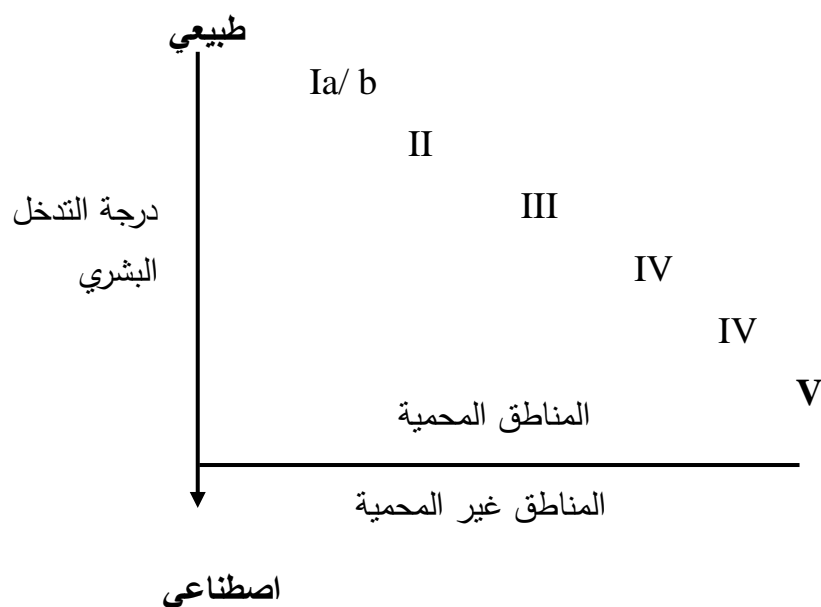 طبيعي
Ia/ b
II
III
درجة التدخل
البشري
IV
IV
V
المناطق المحمية
المناطق غير المحمية
اصطناعي